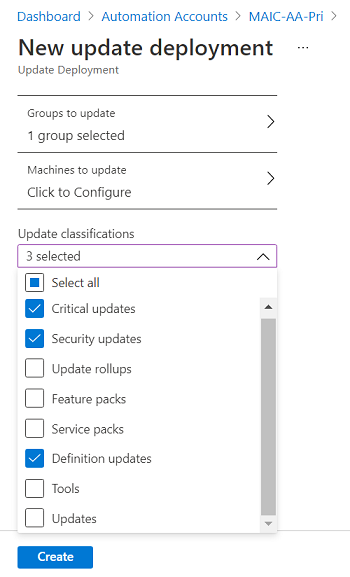 Dashboard > Automation Accounts > MAIC-AA-Pri >
New update deployment ...
Update Deployment
Groups to update
1 group selected
Machines to update
Click to Configure
Update classifications
3 selected
Select all
Critical updates
Security updates
Update rollups
Feature packs
Service packs
Definition updates
Tools
Updates
Create